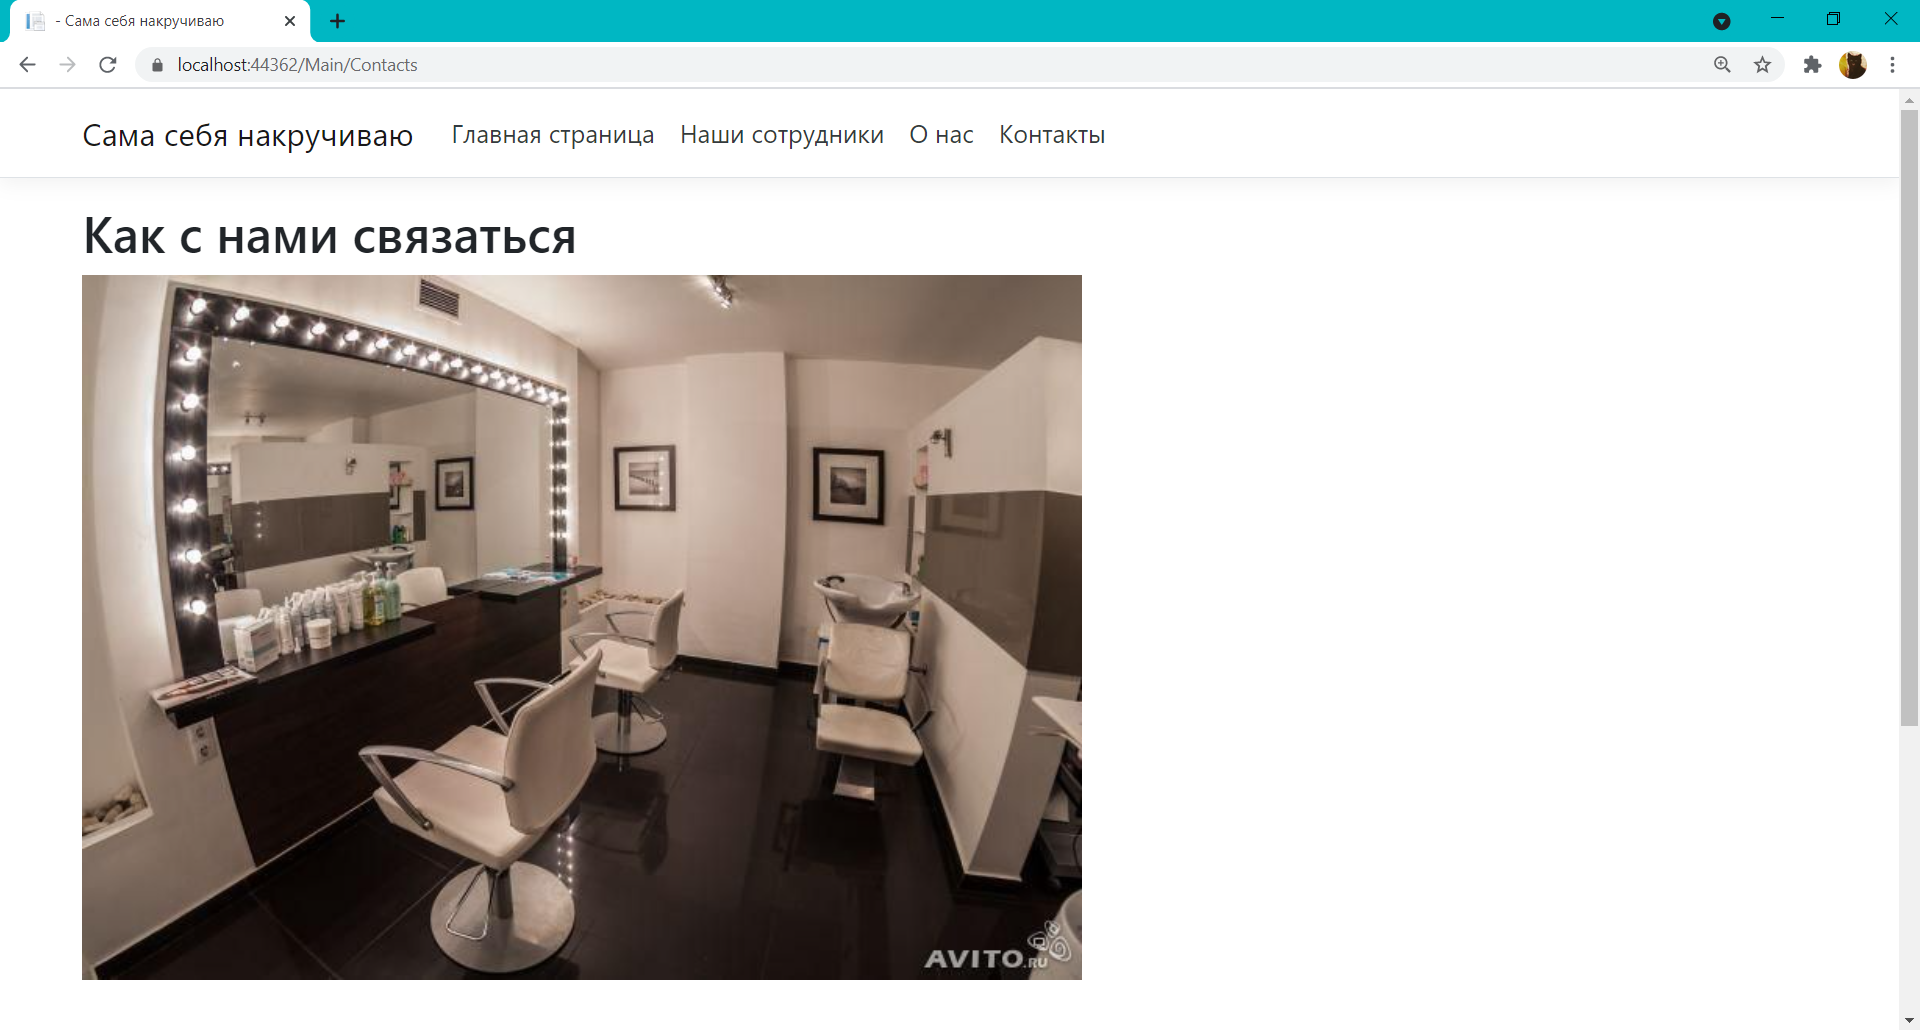 - Сама себя накручиваю
localhost:44362/Main/Contacts
Сама себя накручиваю Главная страница Наши сотрудники О нас Контакты
Как с нами связаться
AVITO.RU